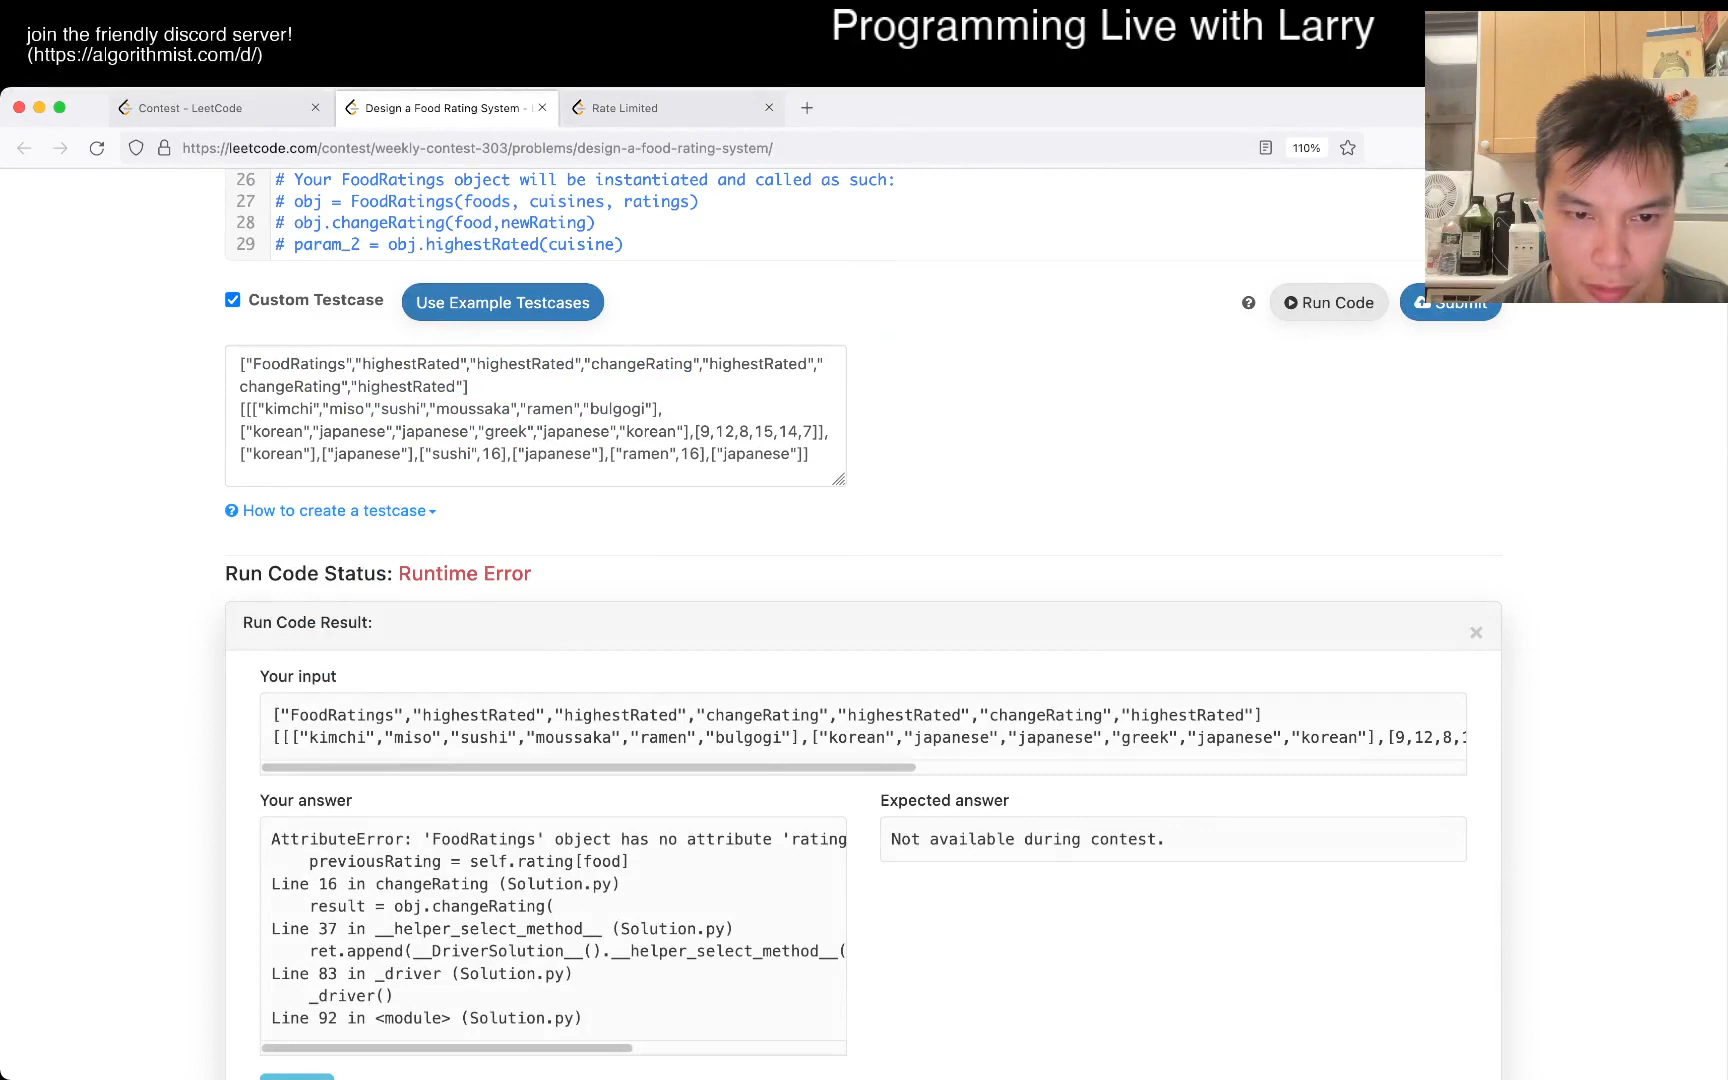 join the friendly discord server!
(https://algorithmist.com/d/)
Programming Live with Larry
Contest - LeetCode
Design a Food Rating System -
Rate Limited
https://leetcode.com/contest/weekly-contest-303/problems/design-a-food-rating-system/
110%
26 # Your FoodRatings object will be instantiated and called as such:
27 # obj = FoodRatings(foods, cuisines, ratings)
28 # obj.changeRating(food,newRating)
29 # param_2 = obj.highestRated(cuisine)
Custom Testcase
Use Example Testcases
Run Code
Submit
["FoodRatings","highestRated","highestRated","changeRating","highestRated","
changeRating","highestRated"]
[[["kimchi","miso","sushi","moussaka","ramen","bulgogi"],
["korean","japanese","japanese","greek","japanese","korean"],[9,12,8,15,14,7]],
["korean"],["japanese"],["sushi",16],["japanese"],["ramen",16],["japanese"]]
How to create a testcase
Run Code Status: Runtime Error
Run Code Result:
Your input
["FoodRatings","highestRated","highestRated","changeRating","highestRated","changeRating","highestRated"]
[[["kimchi","miso","sushi","moussaka","ramen","bulgogi"],["korean","japanese","japanese","greek","japanese","korean"],[9,12,8,1
Your answer
Expected answer
AttributeError: 'FoodRatings' object has no attribute 'rating
previousRating = self.rating[food]
Line 16 in changeRating (Solution.py)
result = obj.changeRating(
Line 37 in __helper_select_method__ (Solution.py)
ret.append(__DriverSolution__().__helper_select_method__(
Line 83 in _driver (Solution.py)
_driver()
Line 92 in <module> (Solution.py)
Not available during contest.